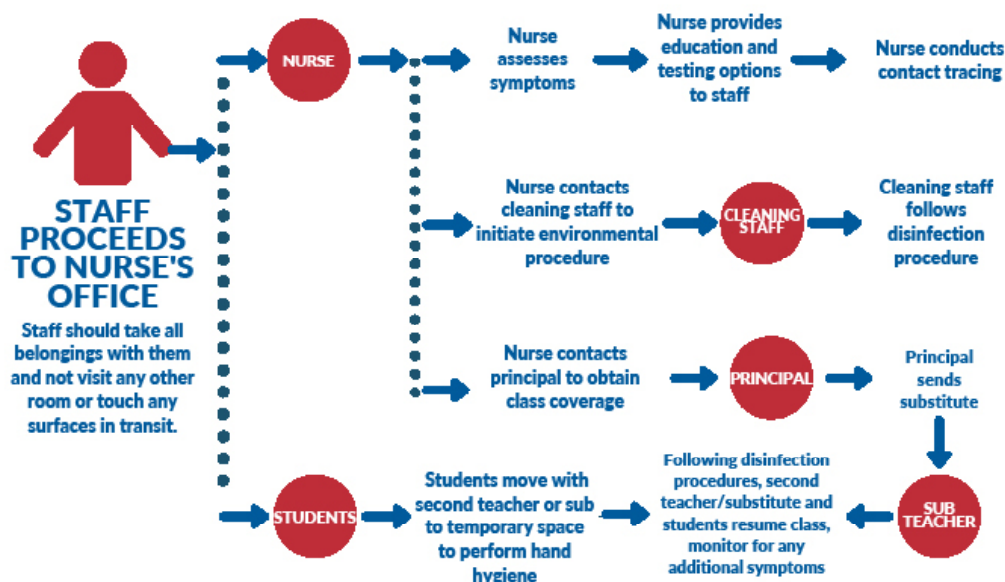 STAFF
PROCEEDS
TO NURSE'S
OFFICE
Staff should take all
belongings with them
and not visit any other
room or touch any
surfaces in transit.
NURSE
Nurse
assesses
symptoms
Nurse provides
education and
testing options
to staff
Nurse conducts
contact tracing
Nurse contacts
cleaning staff to
initiate environmental
procedure
CLEANING
STAFF
Cleaning staff
follows
disinfection
procedure
Nurse contacts
principal to obtain
class coverage
PRINCIPAL
Principal
sends
substitute
STUDENTS
Students move with
second teacher or sub
to temporary space
to perform hand
hygiene
Following disinfection
procedures, second
teacher/substitute and
students resume class,
monitor for any
additional symptoms
SUB
TEACHER